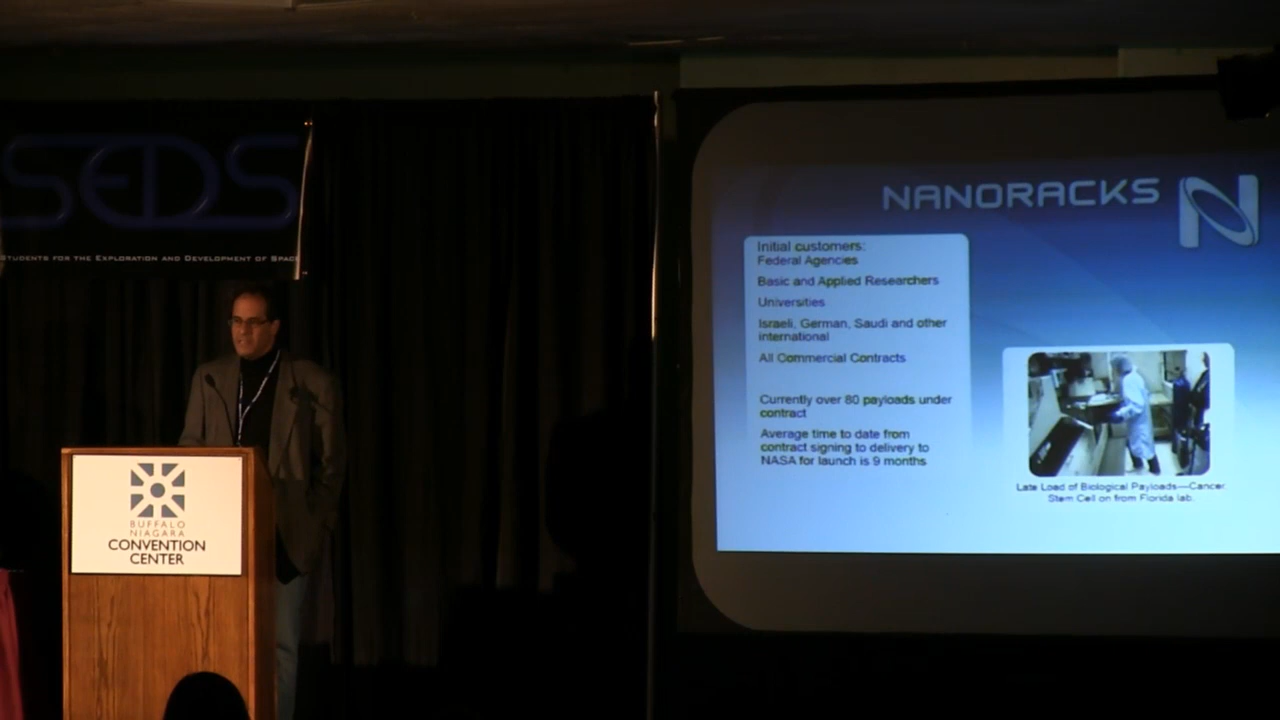 SEDS
STUDENTS FOR THE EXPLORATION AND DEVELOPMENT OF SPACE
BUFFALO
NIAGARA
CONVENTION
CENTER
NANORACKS
N
Initial customers:
Federal Agencies
Basic and Applied Researchers
Universities
Israeli, German, Saudi and other
international
All Commercial Contracts
Currently over 80 payloads under
contract
Average time to date from
contract signing to delivery to
NASA for launch is 9 months
Late Load of Biological Payloads—Cancer,
Stem Cell on from Florida lab.